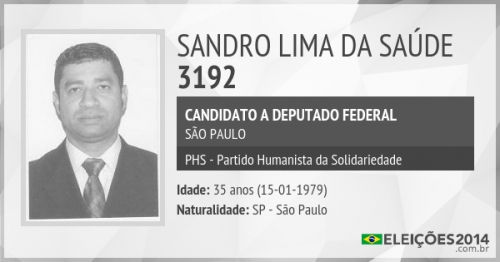 SANDRO LIMA DA SAÚDE
3192
CANDIDATO A DEPUTADO FEDERAL
SÃO PAULO
PHS - Partido Humanista da Solidariedade
Idade: 35 anos (15-01-1979)
Naturalidade: SP - São Paulo
ELEIÇÕES2014
.com.br